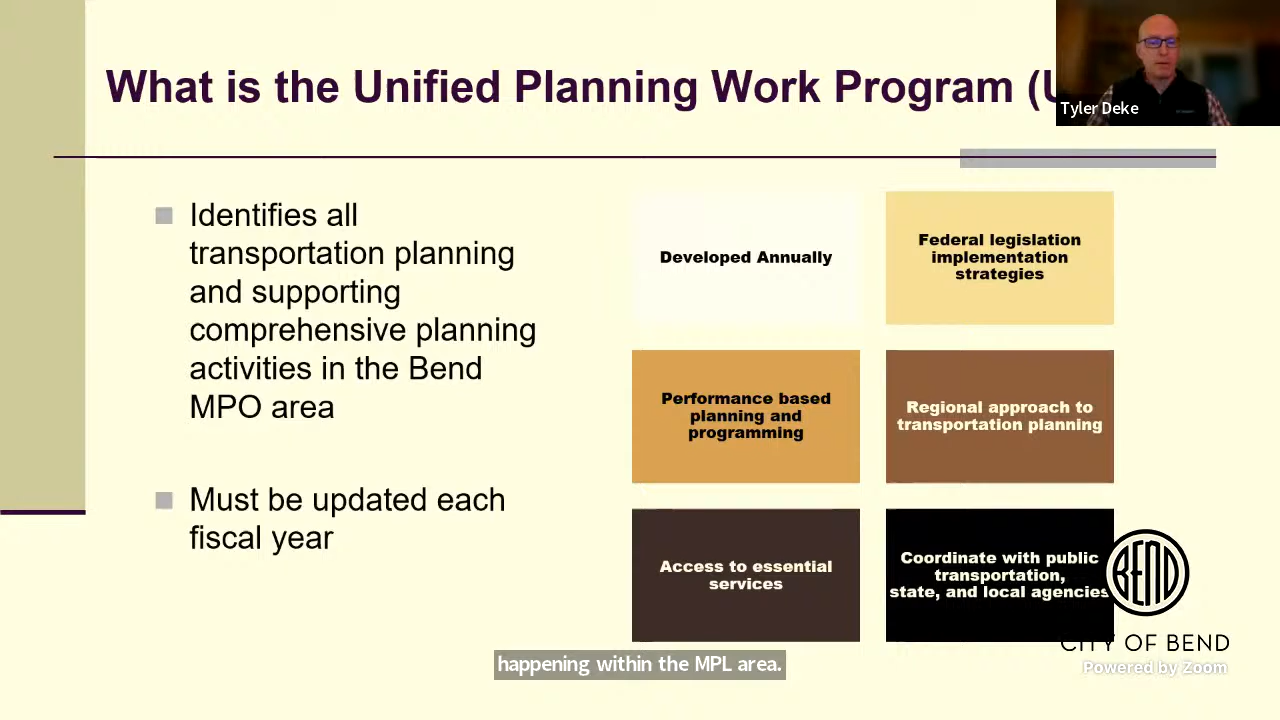 What is the Unified Planning Work Program (U
Tyler Deke
Identifies all
transportation planning
and supporting
comprehensive planning
activities in the Bend
MPO area
Must be updated each
fiscal year
Developed Annually
Federal legislation
implementation
strategies
Performance based
planning and
programming
Regional approach to
transportation planning
Access to essential
services
Coordinate with public
transportation,
state, and local agencies
BEND
CITY OF BEND
Powered by Zoom
happening within the MPL area.